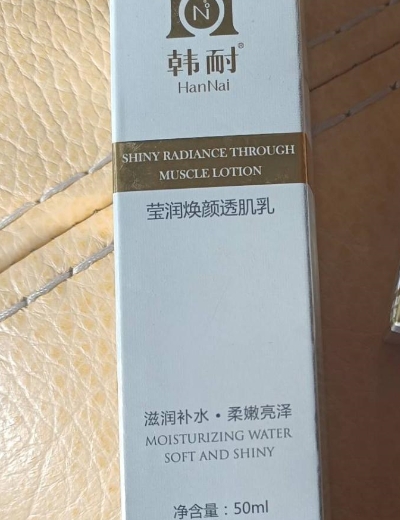 N°
韩耐®
HanNai
SHINY RADIANCE THROUGH
MUSCLE LOTION
莹润焕颜透肌乳
滋润补水·柔嫩亮泽
MOISTURIZING WATER
SOFT AND SHINY
净含量：50ml